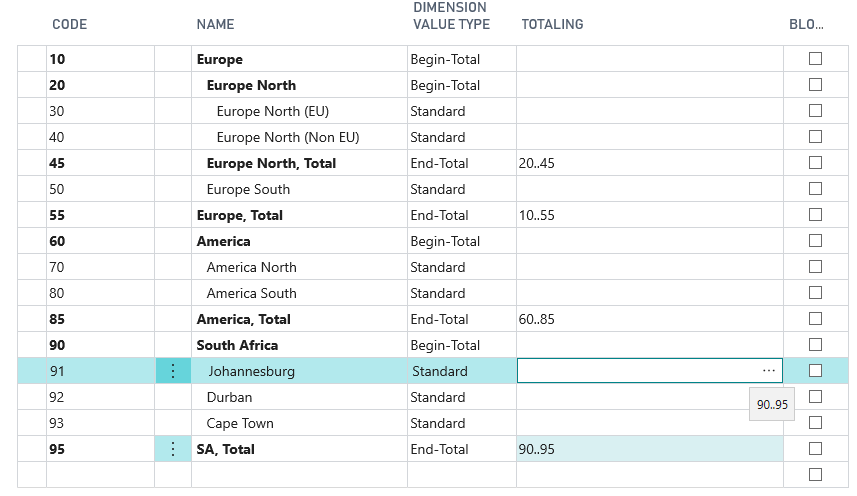 CODE NAME DIMENSION VALUE TYPE TOTALING BLO...
10 Europe Begin-Total
20 Europe North Begin-Total
30 Europe North (EU) Standard
40 Europe North (Non EU) Standard
45 Europe North, Total End-Total 20..45
50 Europe South Standard
55 Europe, Total End-Total 10..55
60 America Begin-Total
70 America North Standard
80 America South Standard
85 America, Total End-Total 60..85
90 South Africa Begin-Total
91 Johannesburg Standard ...
92 Durban Standard
90..95
93 Cape Town Standard
95 SA, Total End-Total 90..95